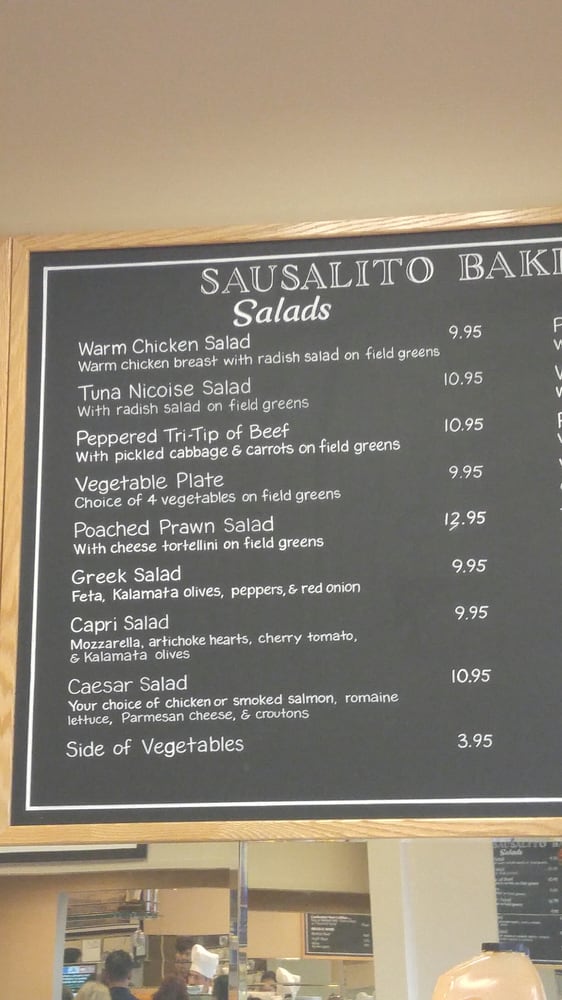 SAUSALITO BAK
Salads
Warm Chicken Salad 9.95
Warm chicken breast with radish salad on field greens
Tuna Nicoise Salad 10.95
With radish salad on field greens
Peppered Tri-Tip of Beef 10.95
With pickled cabbage & carrots on field greens
Vegetable Plate 9.95
Choice of 4 vegetables on field greens
Poached Prawn Salad 12.95
With cheese tortellini on field greens
Greek Salad 9.95
Feta, Kalamata olives, peppers, & red onion
Capri Salad 9.95
Mozzarella, artichoke hearts, cherry tomato,
& Kalamata olives
Caesar Salad 10.95
Your choice of chicken or smoked salmon, romaine
lettuce, Parmesan cheese, & croutons
Side of Vegetables 3.95
SAUSALITO B
Salads